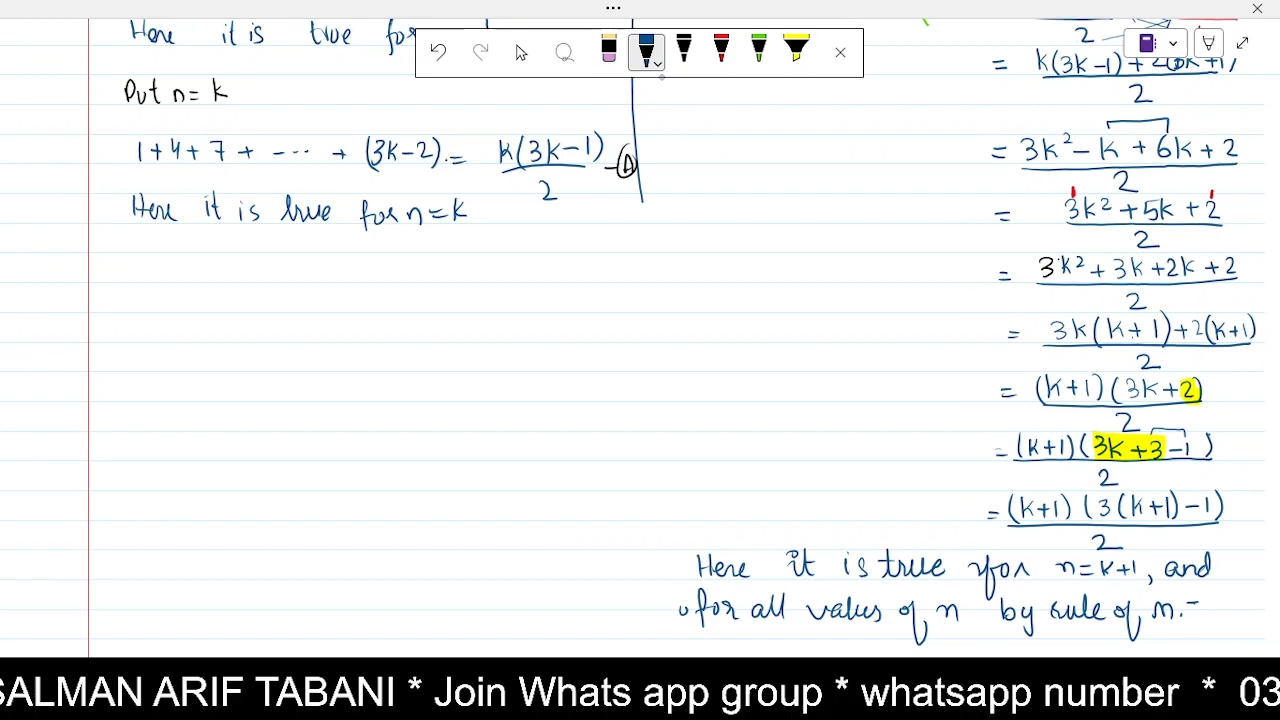 Here it is true for
Put n = k
1 + 4 + 7 + ---- + (3k-2). = k(3k-1)/2 - (A)
Here it is true for n = k
2
= k(3k-1) + 2( k+1)/2
= 3k² - k + 6k + 2/2
= 3k² + 5k + 2/2
= 3k² + 3k + 2k + 2/2
= 3k(k+1) + 2(k+1)/2
= (k+1)(3k+2)/2
= (k+1)(3k+3-1)/2
= (k+1)(3(k+1)-1)/2
Here it is true for n = k+1, and
for all values of n by rule of m.-
SALMAN ARIF TABANI * Join Whats app group * whatsapp number * 03